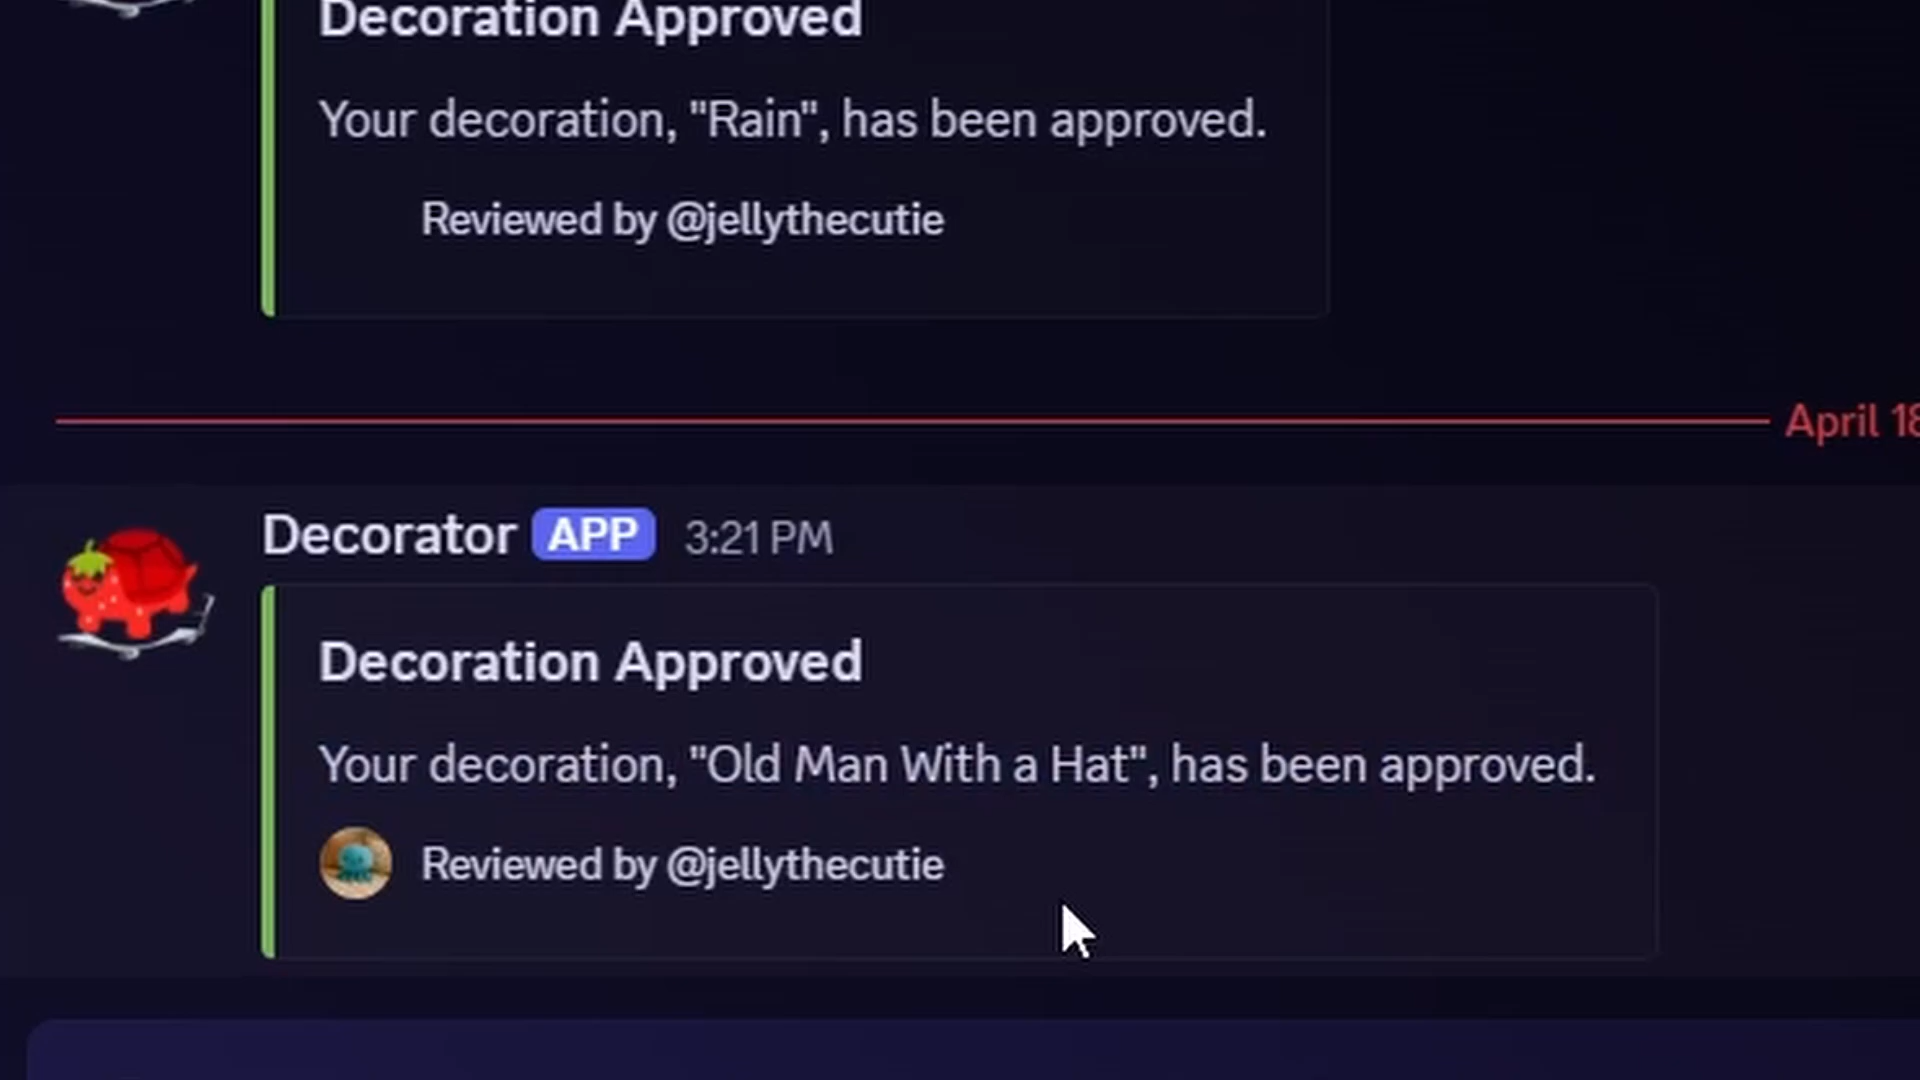 Decoration Approved
Your decoration, "Rain", has been approved.
Reviewed by @jellythecutie
April 18
Decorator APP 3:21 PM
Decoration Approved
Your decoration, "Old Man With a Hat", has been approved.
Reviewed by @jellythecutie